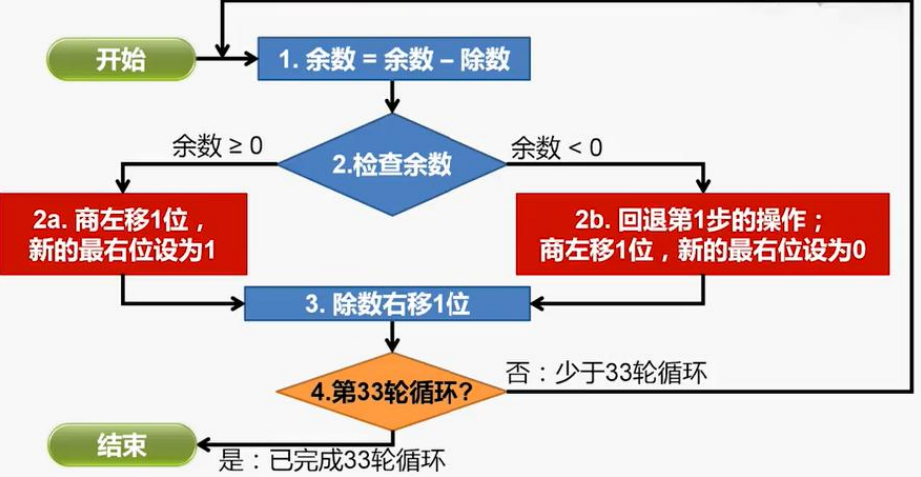 开始
1. 余数 = 余数 – 除数
余数 ≥ 0
2.检查余数
余数 < 0
2a. 商左移1位，
新的最右位设为1
2b. 回退第1步的操作；
商左移1位，新的最右位设为0
3. 除数右移1位
4.第33轮循环?
否：少于33轮循环
结束
是：已完成33轮循环